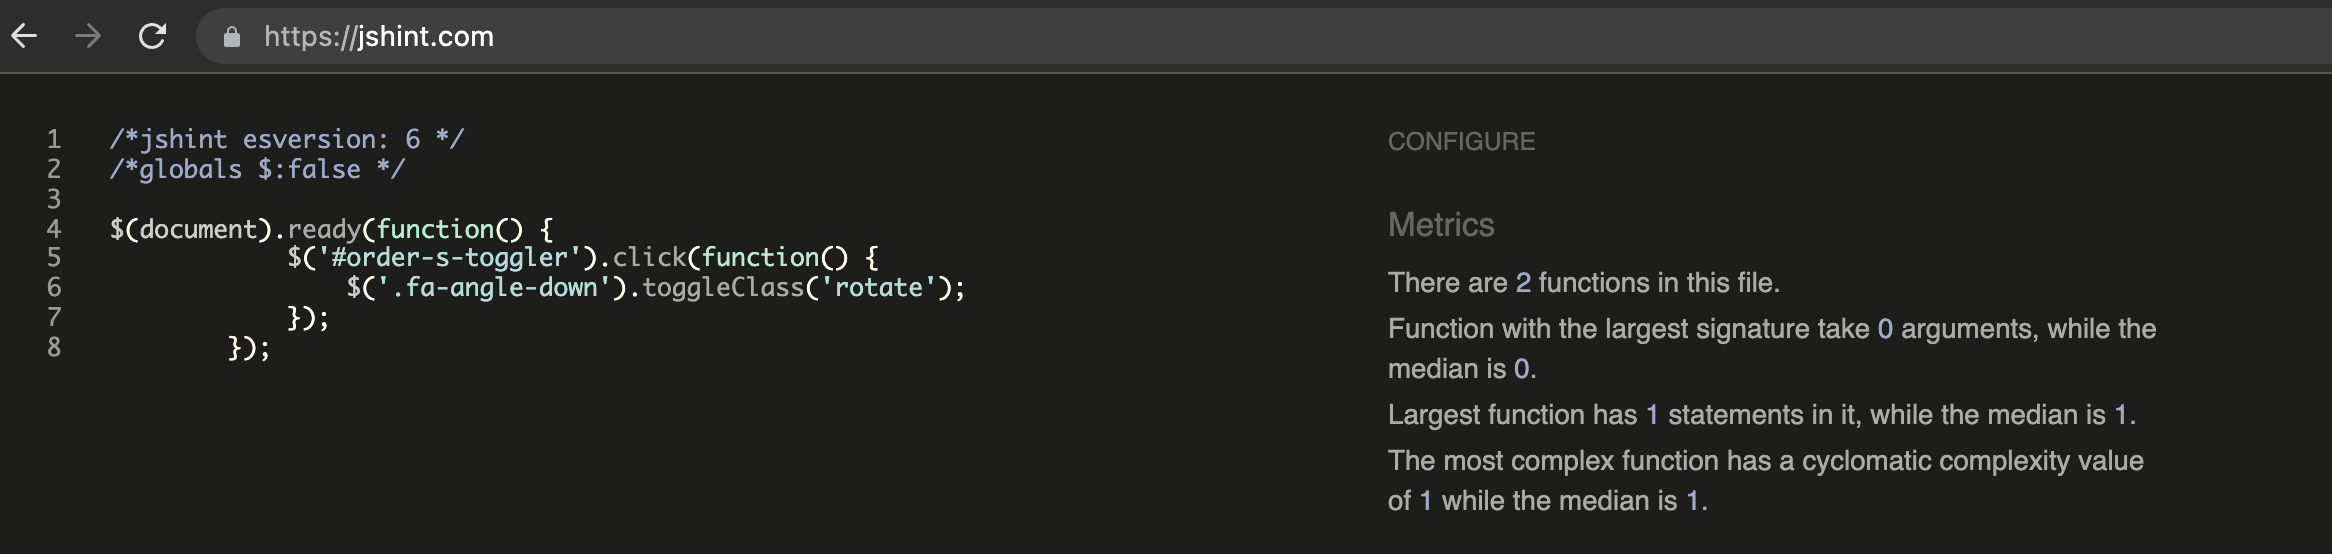 https://jshint.com
1 /*jshint esversion: 6 */
2 /*globals $:false */
3
4 $(document).ready(function() {
5             $('#order-s-toggler').click(function() {
6                 $('.fa-angle-down').toggleClass('rotate');
7             });
8         });
CONFIGURE
Metrics
There are 2 functions in this file.
Function with the largest signature take 0 arguments, while the
median is 0.
Largest function has 1 statements in it, while the median is 1.
The most complex function has a cyclomatic complexity value
of 1 while the median is 1.